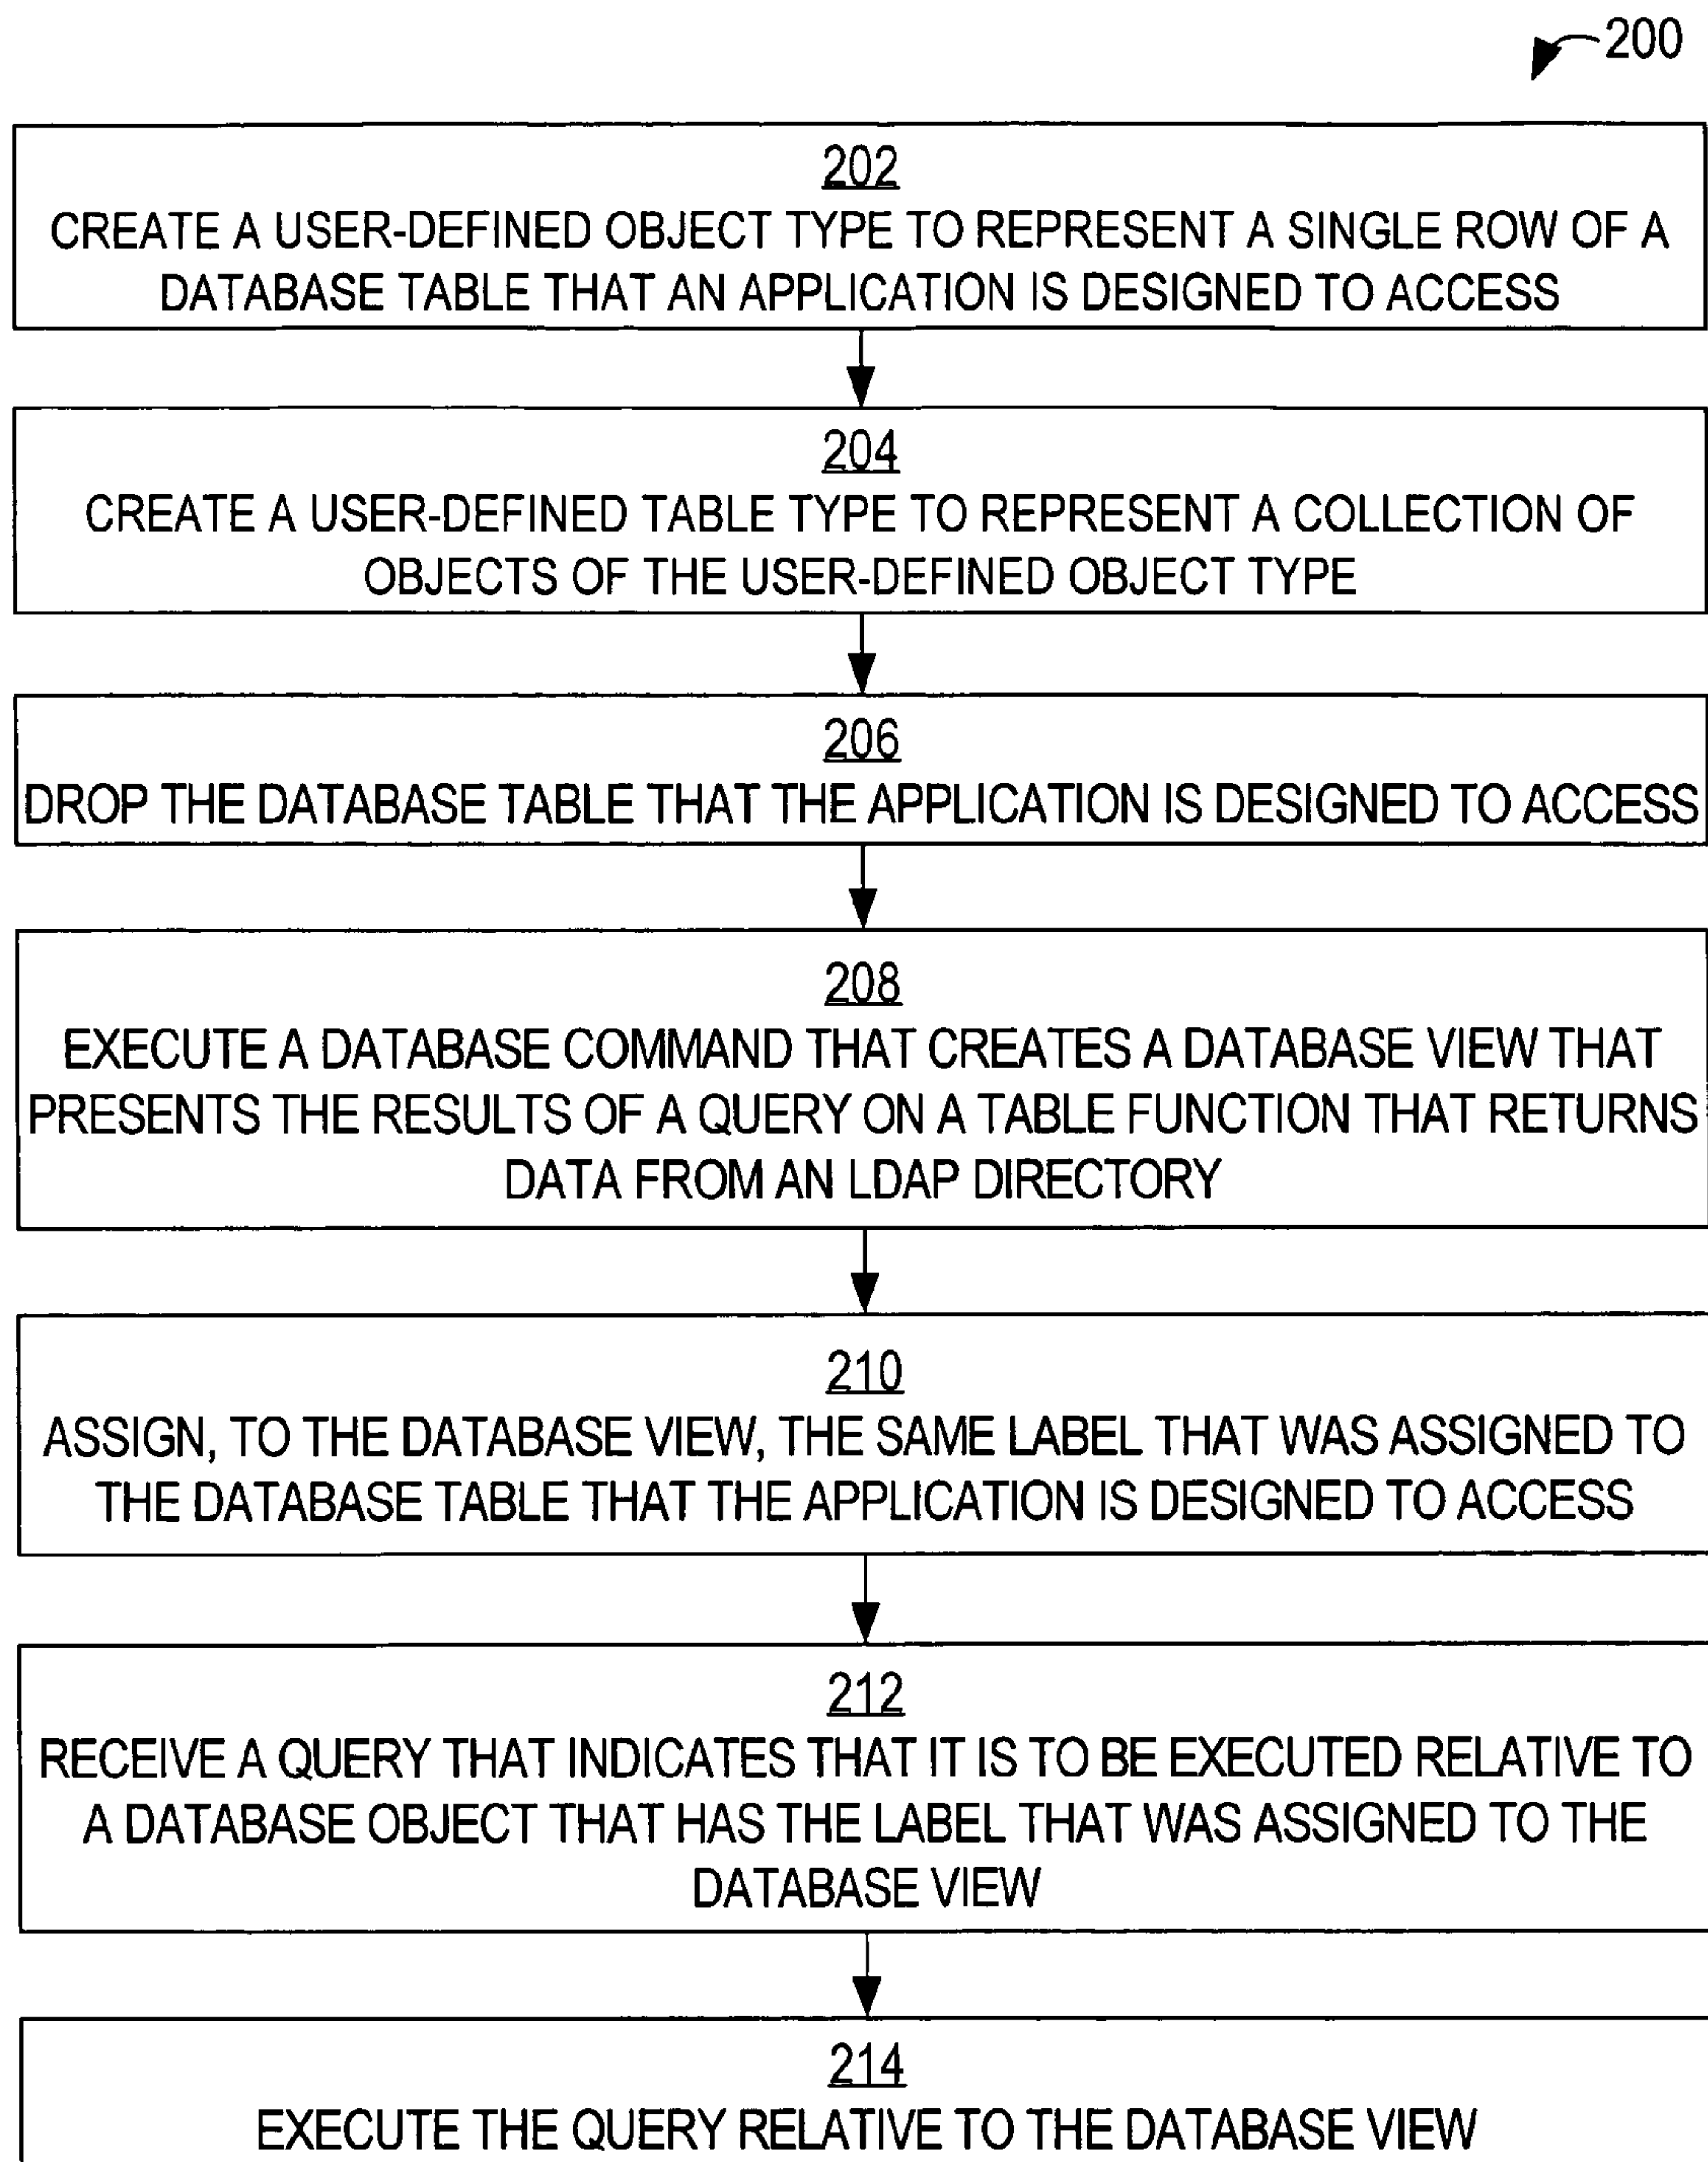 200
202
CREATE A USER-DEFINED OBJECT TYPE TO REPRESENT A SINGLE ROW OF A
DATABASE TABLE THAT AN APPLICATION IS DESIGNED TO ACCESS
204
CREATE A USER-DEFINED TABLE TYPE TO REPRESENT A COLLECTION OF
OBJECTS OF THE USER-DEFINED OBJECT TYPE
206
DROP THE DATABASE TABLE THAT THE APPLICATION IS DESIGNED TO ACCESS
208
EXECUTE A DATABASE COMMAND THAT CREATES A DATABASE VIEW THAT
PRESENTS THE RESULTS OF A QUERY ON A TABLE FUNCTION THAT RETURNS
DATA FROM AN LDAP DIRECTORY
210
ASSIGN, TO THE DATABASE VIEW, THE SAME LABEL THAT WAS ASSIGNED TO
THE DATABASE TABLE THAT THE APPLICATION IS DESIGNED TO ACCESS
212
RECEIVE A QUERY THAT INDICATES THAT IT IS TO BE EXECUTED RELATIVE TO
A DATABASE OBJECT THAT HAS THE LABEL THAT WAS ASSIGNED TO THE
DATABASE VIEW
214
EXECUTE THE QUERY RELATIVE TO THE DATABASE VIEW